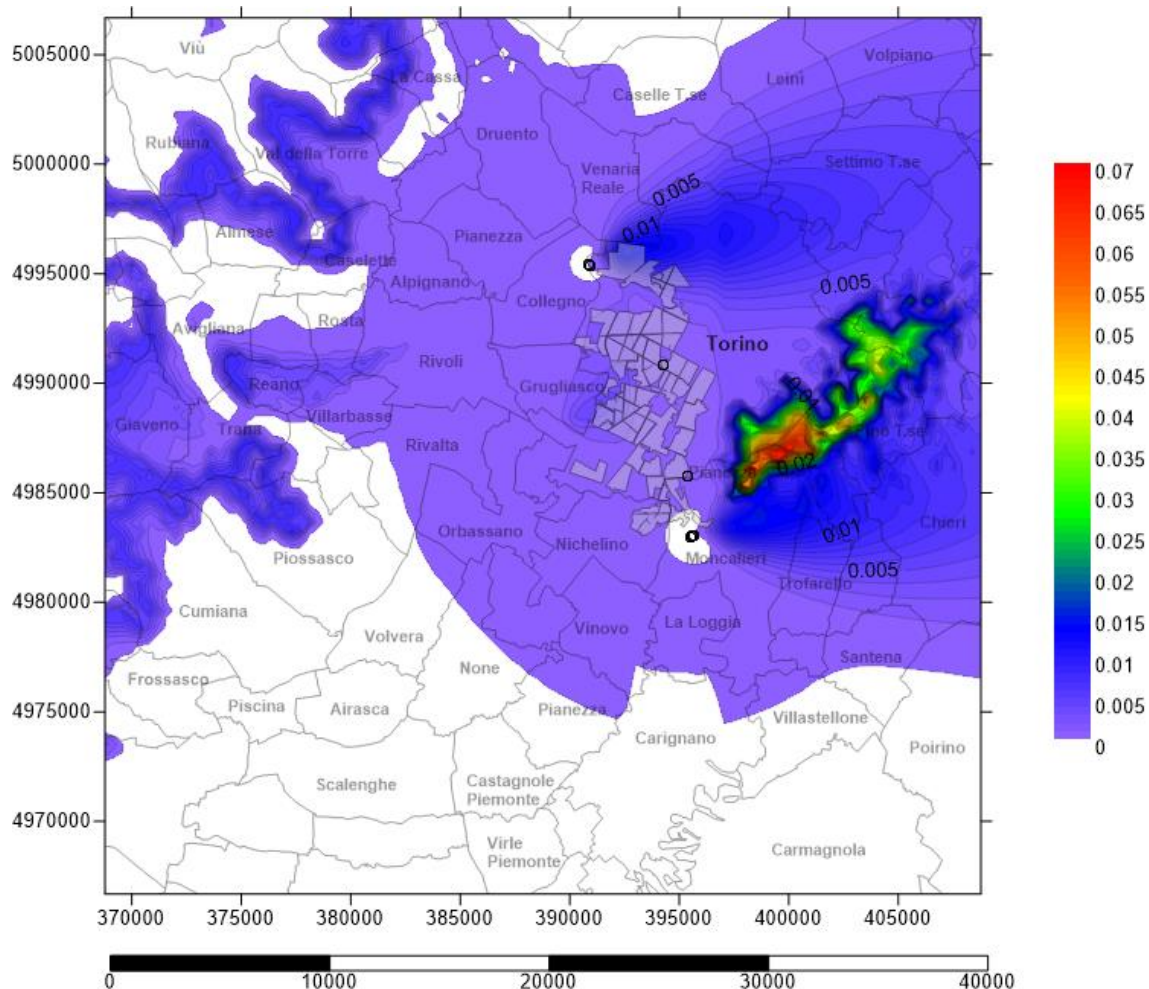 5005000
5000000
4995000
4990000
4985000
4980000
4975000
4970000
370000
375000
380000
385000
390000
395000
400000
405000
0
10000
20000
30000
40000
0.07
0.065
0.06
0.055
0.05
0.045
0.04
0.035
0.03
0.025
0.02
0.015
0.01
0.005
0
Viù
La Cassa
Caselle T.se
Leinì
Volpiano
Rubiana
Val della Torre
Druento
Venaria
Reale
0.005
Settimo T.se
Almese
Caselette
Pianezza
0.01
Alpignano
Collegno
0.005
Avigliana
Rosta
Rivoli
Torino
Reano
Grugliasco
Giaveno
Trana
Villarbasse
Rivalta
0.02
Orbassano
Nichelino
Moncalieri
0.01
Chieri
Piossasco
Trofarello
0.005
Cumiana
Volvera
Vinovo
La Loggia
None
Santena
Frossasco
Piscina
Airasca
Pianezza
Villastellone
Carignano
Poirino
Scalenghe
Castagnole
Piemonte
Virle
Piemonte
Carmagnola